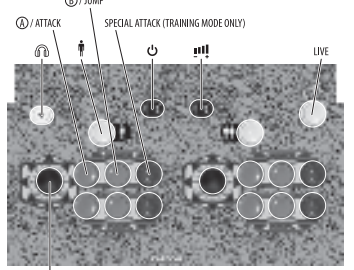 Ⓑ/ JUMP
Ⓐ/ ATTACK SPECIAL ATTACK (TRAINING MODE ONLY)
LIVE